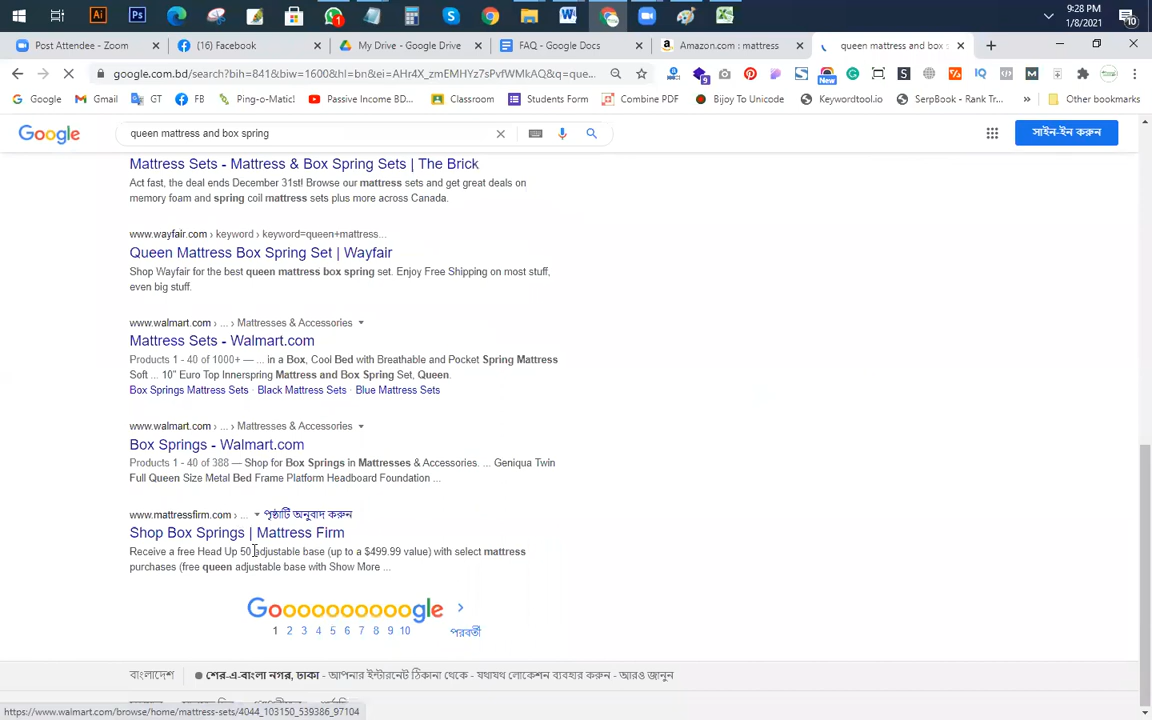 9:28 PM
1/8/2021
10
Post Attendee - Zoom
(16) Facebook
My Drive - Google Drive
FAQ - Google Docs
Amazon.com : mattress
queen mattress and box s
google.com.bd/search?bih=841&biw=1600&hl=bn&ei=AHr4X_zmEMHYz7sPvfWMkAQ&q=que...
Google
Gmail
GT
FB
Ping-o-Matic!
Passive Income BD...
Classroom
Students Form
Combine PDF
Bijoy To Unicode
Keywordtool.io
SerpBook - Rank Tr...
Other bookmarks
Google
queen mattress and box spring
সাইন-ইন করুন
Mattress Sets - Mattress & Box Spring Sets | The Brick
Act fast, the deal ends December 31st! Browse our mattress sets and get great deals on
memory foam and spring coil mattress sets plus more across Canada.
www.wayfair.com › keyword › keyword=queen+mattress...
Queen Mattress Box Spring Set | Wayfair
Shop Wayfair for the best queen mattress box spring set. Enjoy Free Shipping on most stuff,
even big stuff.
www.walmart.com › ... › Mattresses & Accessories
Mattress Sets - Walmart.com
Products 1 - 40 of 1000+ — ... in a Box, Cool Bed with Breathable and Pocket Spring Mattress
Soft ... 10" Euro Top Innerspring Mattress and Box Spring Set, Queen.
Box Springs Mattress Sets · Black Mattress Sets · Blue Mattress Sets
www.walmart.com › ... › Mattresses & Accessories
Box Springs - Walmart.com
Products 1 - 40 of 388 — Shop for Box Springs in Mattresses & Accessories. ... Geniqua Twin
Full Queen Size Metal Bed Frame Platform Headboard Foundation ...
www.mattressfirm.com › ... পৃষ্ঠাটি অনুবাদ করুন
Shop Box Springs | Mattress Firm
Receive a free Head Up 50 adjustable base (up to a $499.99 value) with select mattress
purchases (free queen adjustable base with Show More ...
Goooooooooogle
1 2 3 4 5 6 7 8 9 10 পরবর্তী
বাংলাদেশ শের-এ-বাংলা নগর, ঢাকা - আপনার ইন্টারনেট ঠিকানা থেকে - যথাযথ লোকেশন ব্যবহার করুন - আরও জানুন
https://www.walmart.com/browse/home/mattress-sets/4044_103150_539386_97104